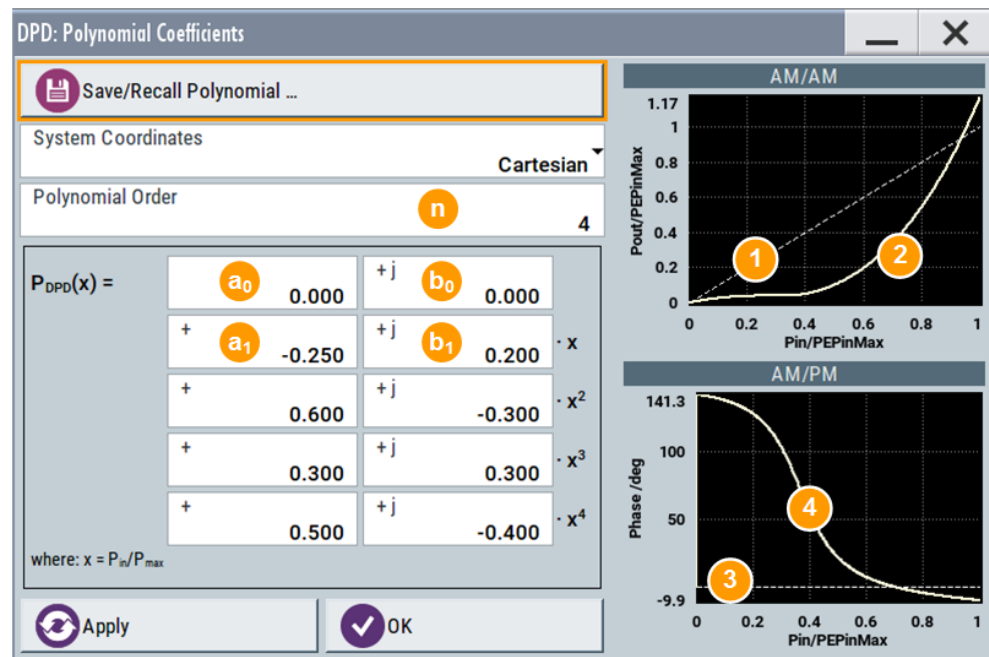 DPD: Polynomial Coefficients
Save/Recall Polynomial ...
System Coordinates
Cartesian
Polynomial Order
n
4
P_DPD(x) =
a₀
0.000
+ j
b₀
0.000
+
a₁
-0.250
+ j
b₁
0.200
· x
+
0.600
+ j
-0.300
· x²
+
0.300
+ j
0.300
· x³
+
0.500
+ j
-0.400
· x⁴
where: x = P_in/P_max
Apply
OK
AM/AM
1.17
1
0.8
0.6
0.4
0.2
0
Pout/PEPinMax
1
2
0 0.2 0.4 0.6 0.8 1
Pin/PEPinMax
AM/PM
141.3
100
50
-9.9
Phase /deg
4
3
0 0.2 0.4 0.6 0.8 1
Pin/PEPinMax